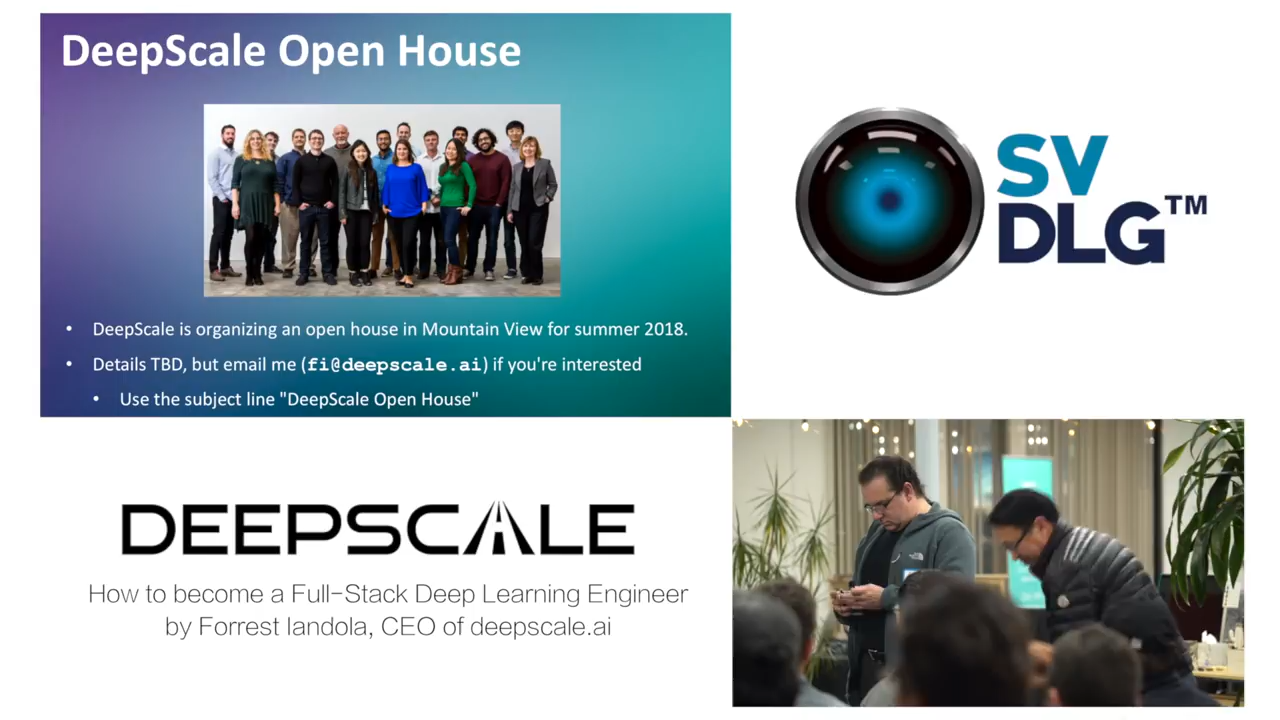 DeepScale Open House
• DeepScale is organizing an open house in Mountain View for summer 2018.
• Details TBD, but email me (fi@deepscale.ai) if you're interested
• Use the subject line "DeepScale Open House"
SV
DLG™
DEEPSCALE
How to become a Full-Stack Deep Learning Engineer
by Forrest Iandola, CEO of deepscale.ai